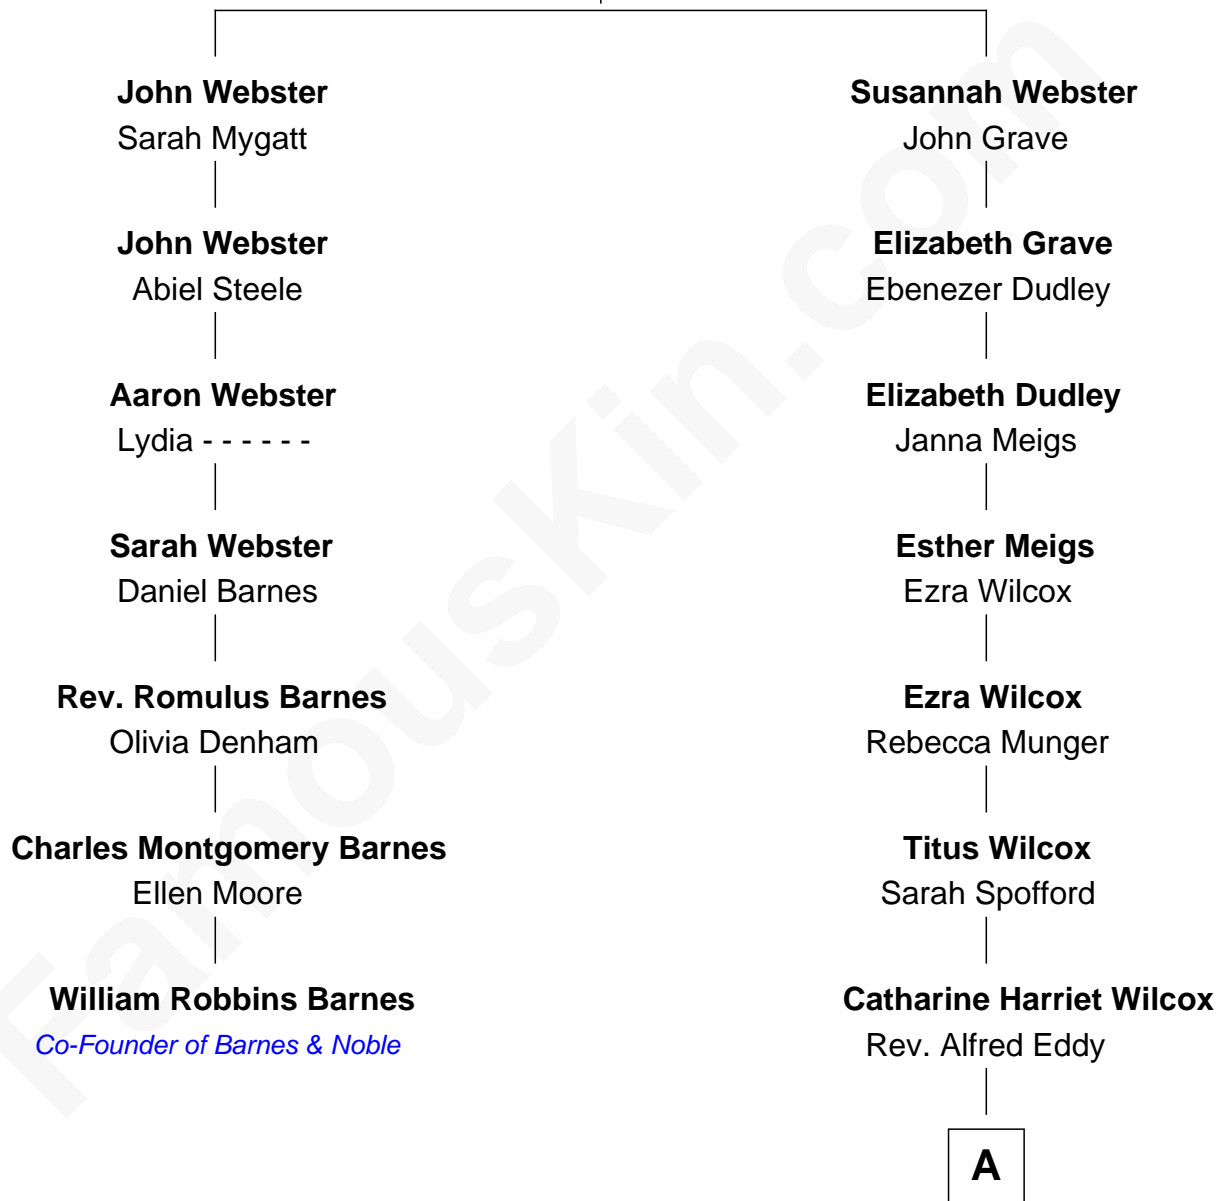 John Webster
Sarah Mygatt
Susannah Webster
John Grave
John Webster
Abiel Steele
Elizabeth Grave
Ebenezer Dudley
Aaron Webster
Lydia - - - - - -
Elizabeth Dudley
Janna Meigs
Sarah Webster
Daniel Barnes
Esther Meigs
Ezra Wilcox
Rev. Romulus Barnes
Olivia Denham
Ezra Wilcox
Rebecca Munger
Charles Montgomery Barnes
Ellen Moore
Titus Wilcox
Sarah Spofford
William Robbins Barnes
Co-Founder of Barnes & Noble
Catharine Harriet Wilcox
Rev. Alfred Eddy
A
FamousKin.com